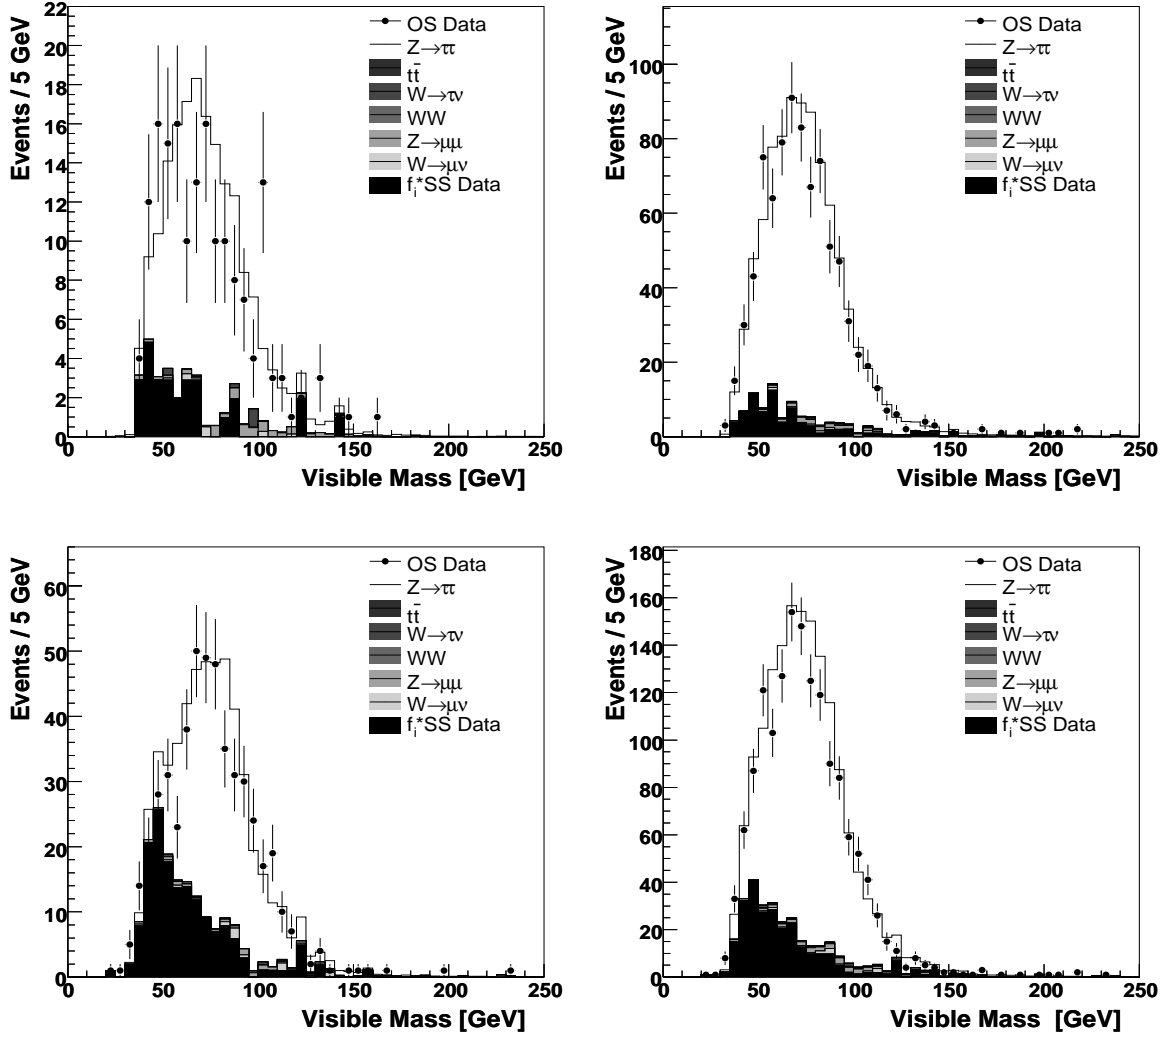 Events / 5 GeV
22
20
18
16
14
12
10
8
6
4
2
0
OS Data
Z→ττ
tt̄
W→τν
WW
Z→μμ
W→μν
f_i*SS Data
0 50 100 150 200 250
Visible Mass [GeV]
Events / 5 GeV
100
80
60
40
20
0
OS Data
Z→ττ
tt̄
W→τν
WW
Z→μμ
W→μν
f_i*SS Data
0 50 100 150 200 250
Visible Mass [GeV]
Events / 5 GeV
60
50
40
30
20
10
0
OS Data
Z→ττ
tt̄
W→τν
WW
Z→μμ
W→μν
f_i*SS Data
0 50 100 150 200 250
Visible Mass [GeV]
Events / 5 GeV
180
160
140
120
100
80
60
40
20
0
OS Data
Z→ττ
tt̄
W→τν
WW
Z→μμ
W→μν
f_i*SS Data
0 50 100 150 200 250
Visible Mass [GeV]